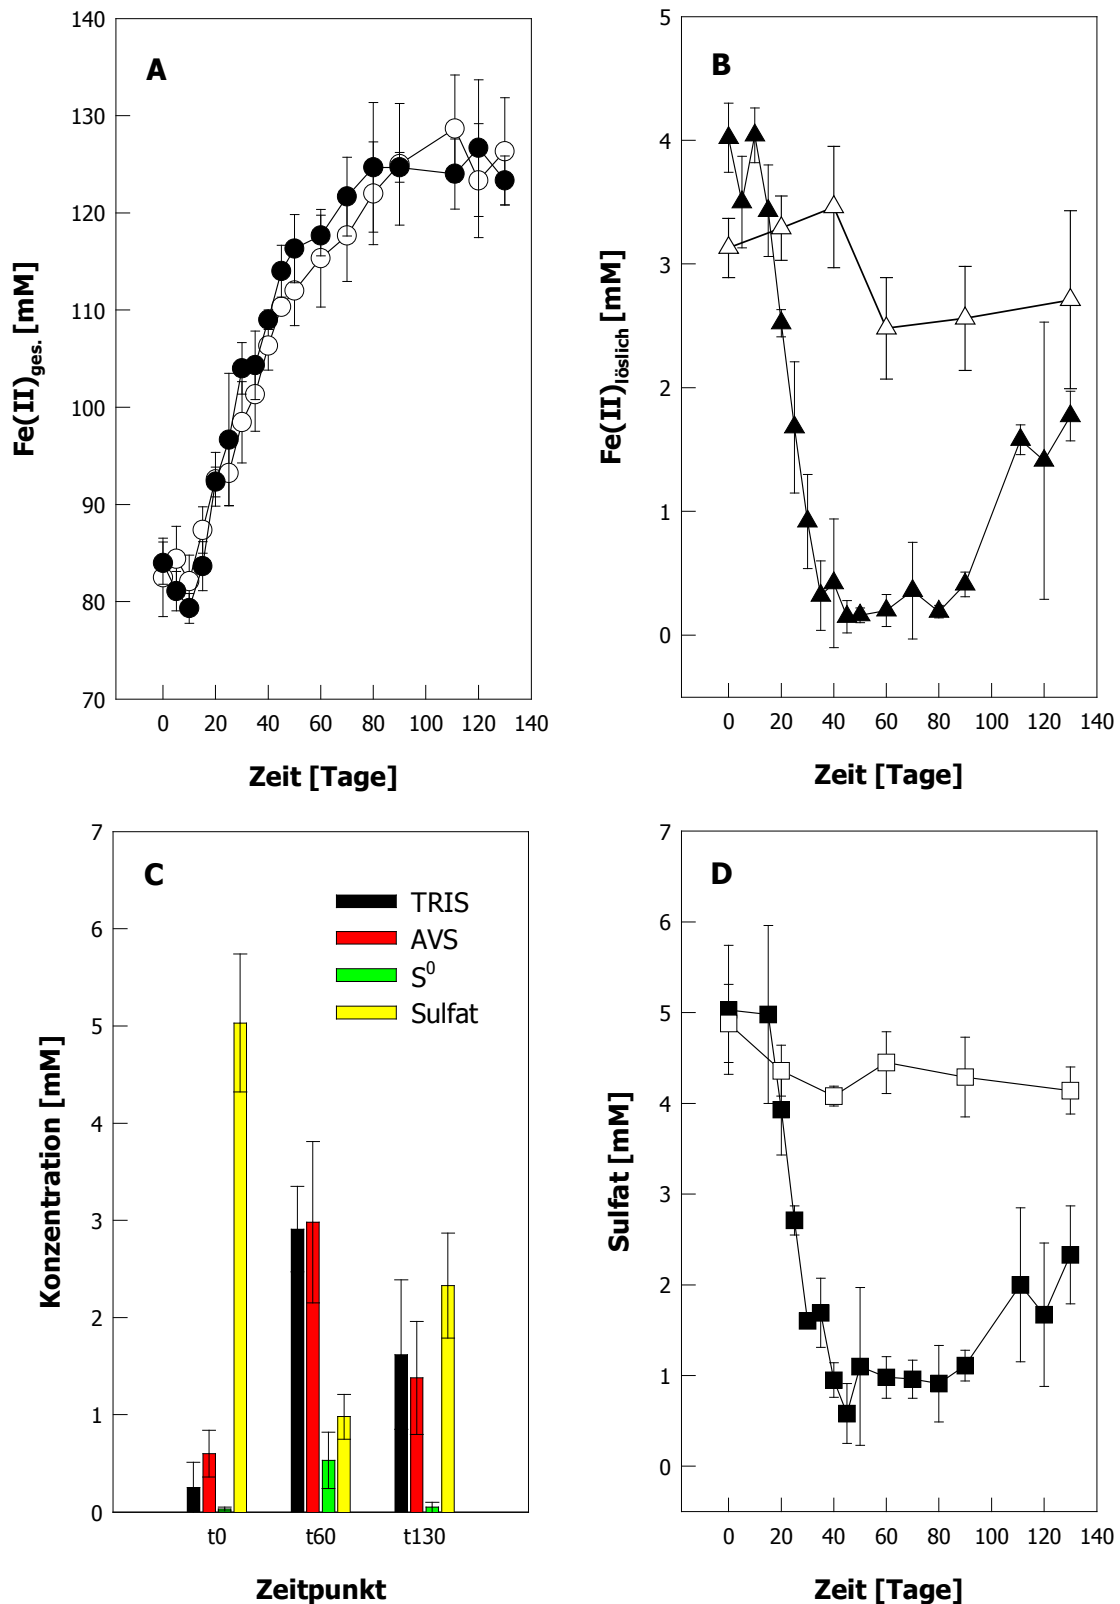 A
140
130
120
110
100
90
80
70
Fe(II)ges. [mM]
0 20 40 60 80 100 120 140
Zeit [Tage]
B
5
4
3
2
1
0
Fe(II)löslich [mM]
0 20 40 60 80 100 120 140
Zeit [Tage]
C
7
6
5
4
3
2
1
0
Konzentration [mM]
TRIS
AVS
S⁰
Sulfat
t0 t60 t130
Zeitpunkt
D
7
6
5
4
3
2
1
0
Sulfat [mM]
0 20 40 60 80 100 120 140
Zeit [Tage]